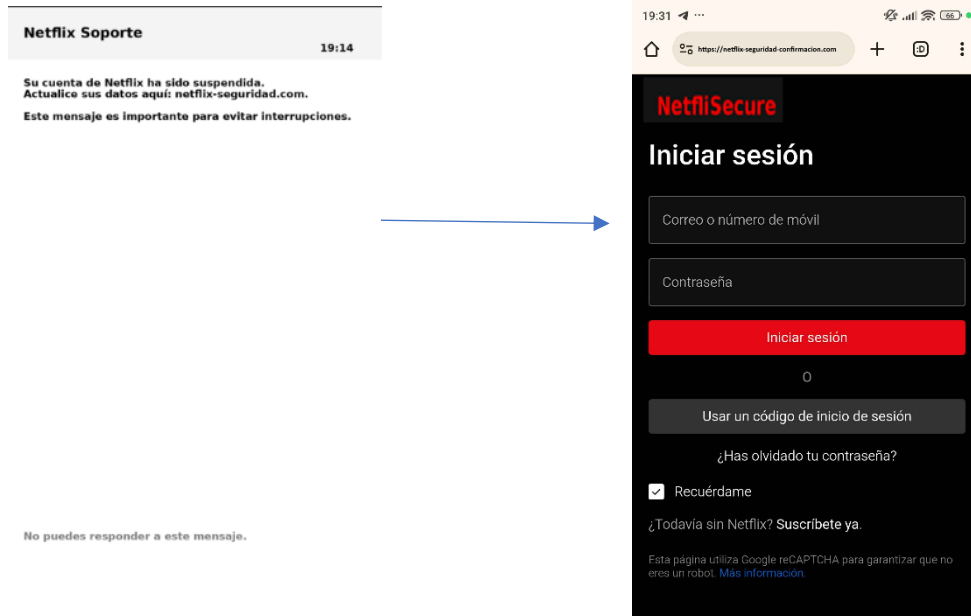 Netflix Soporte
19:14
Su cuenta de Netflix ha sido suspendida.
Actualice sus datos aquí: netflix-seguridad.com.
Este mensaje es importante para evitar interrupciones.
No puedes responder a este mensaje.
19:31 ···
66
https://netflix-seguridad-confirmacion.com
:D
NetfliSecure
Iniciar sesión
Correo o número de móvil
Contraseña
Iniciar sesión
O
Usar un código de inicio de sesión
¿Has olvidado tu contraseña?
Recuérdame
¿Todavía sin Netflix? Suscríbete ya.
Esta página utiliza Google reCAPTCHA para garantizar que no
eres un robot. Más información.